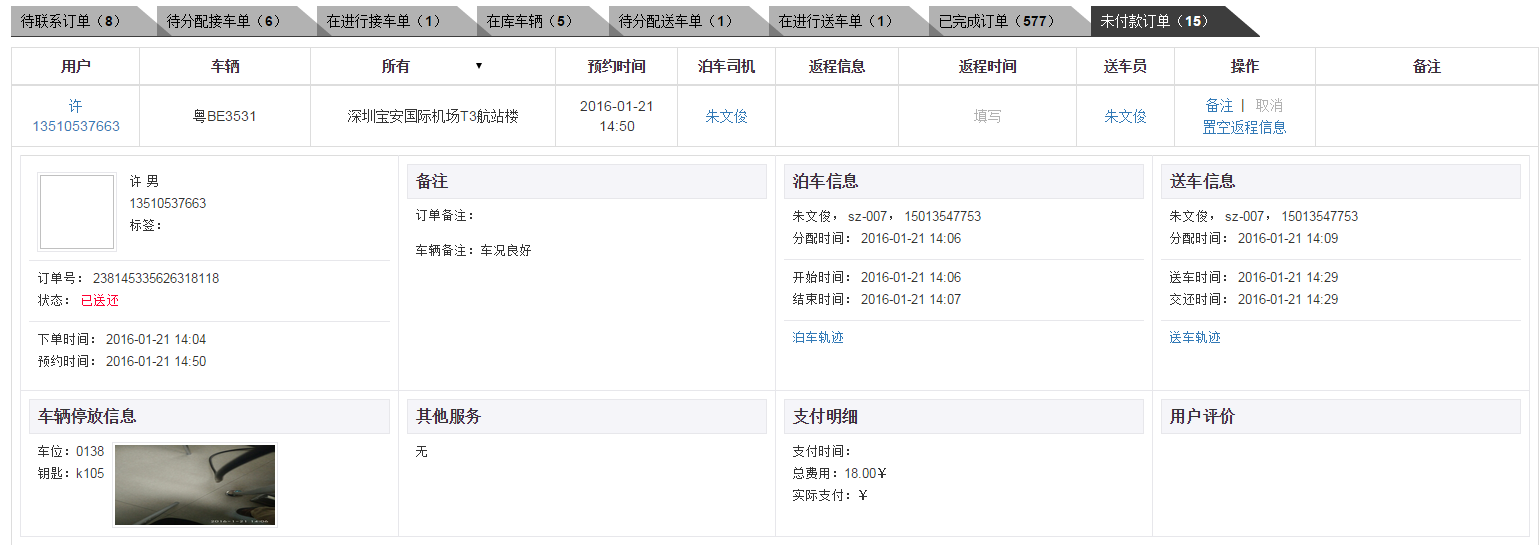 待联系订单（8） 待分配接车单（6） 在进行接车单（1） 在库车辆（5） 待分配送车单（1） 在进行送车单（1） 已完成订单（577） 未付款订单（15）
用户 车辆 所有 ▼ 预约时间 泊车司机 返程信息 返程时间 送车员 操作 备注
许 13510537663 粤BE3531 深圳宝安国际机场T3航站楼 2016-01-21 14:50 朱文俊 填写 朱文俊 备注 | 取消 置空返程信息
许 男
13510537663
标签：
订单号： 238145335626318118
状态： 已送还
下单时间： 2016-01-21 14:04
预约时间： 2016-01-21 14:50
备注
订单备注：
车辆备注：车况良好
泊车信息
朱文俊， sz-007， 15013547753
分配时间： 2016-01-21 14:06
开始时间： 2016-01-21 14:06
结束时间： 2016-01-21 14:07
泊车轨迹
送车信息
朱文俊， sz-007， 15013547753
分配时间： 2016-01-21 14:09
送车时间： 2016-01-21 14:29
交还时间： 2016-01-21 14:29
送车轨迹
车辆停放信息
车位：0138
钥匙：k105
其他服务
无
支付明细
支付时间：
总费用：18.00￥
实际支付：￥
用户评价